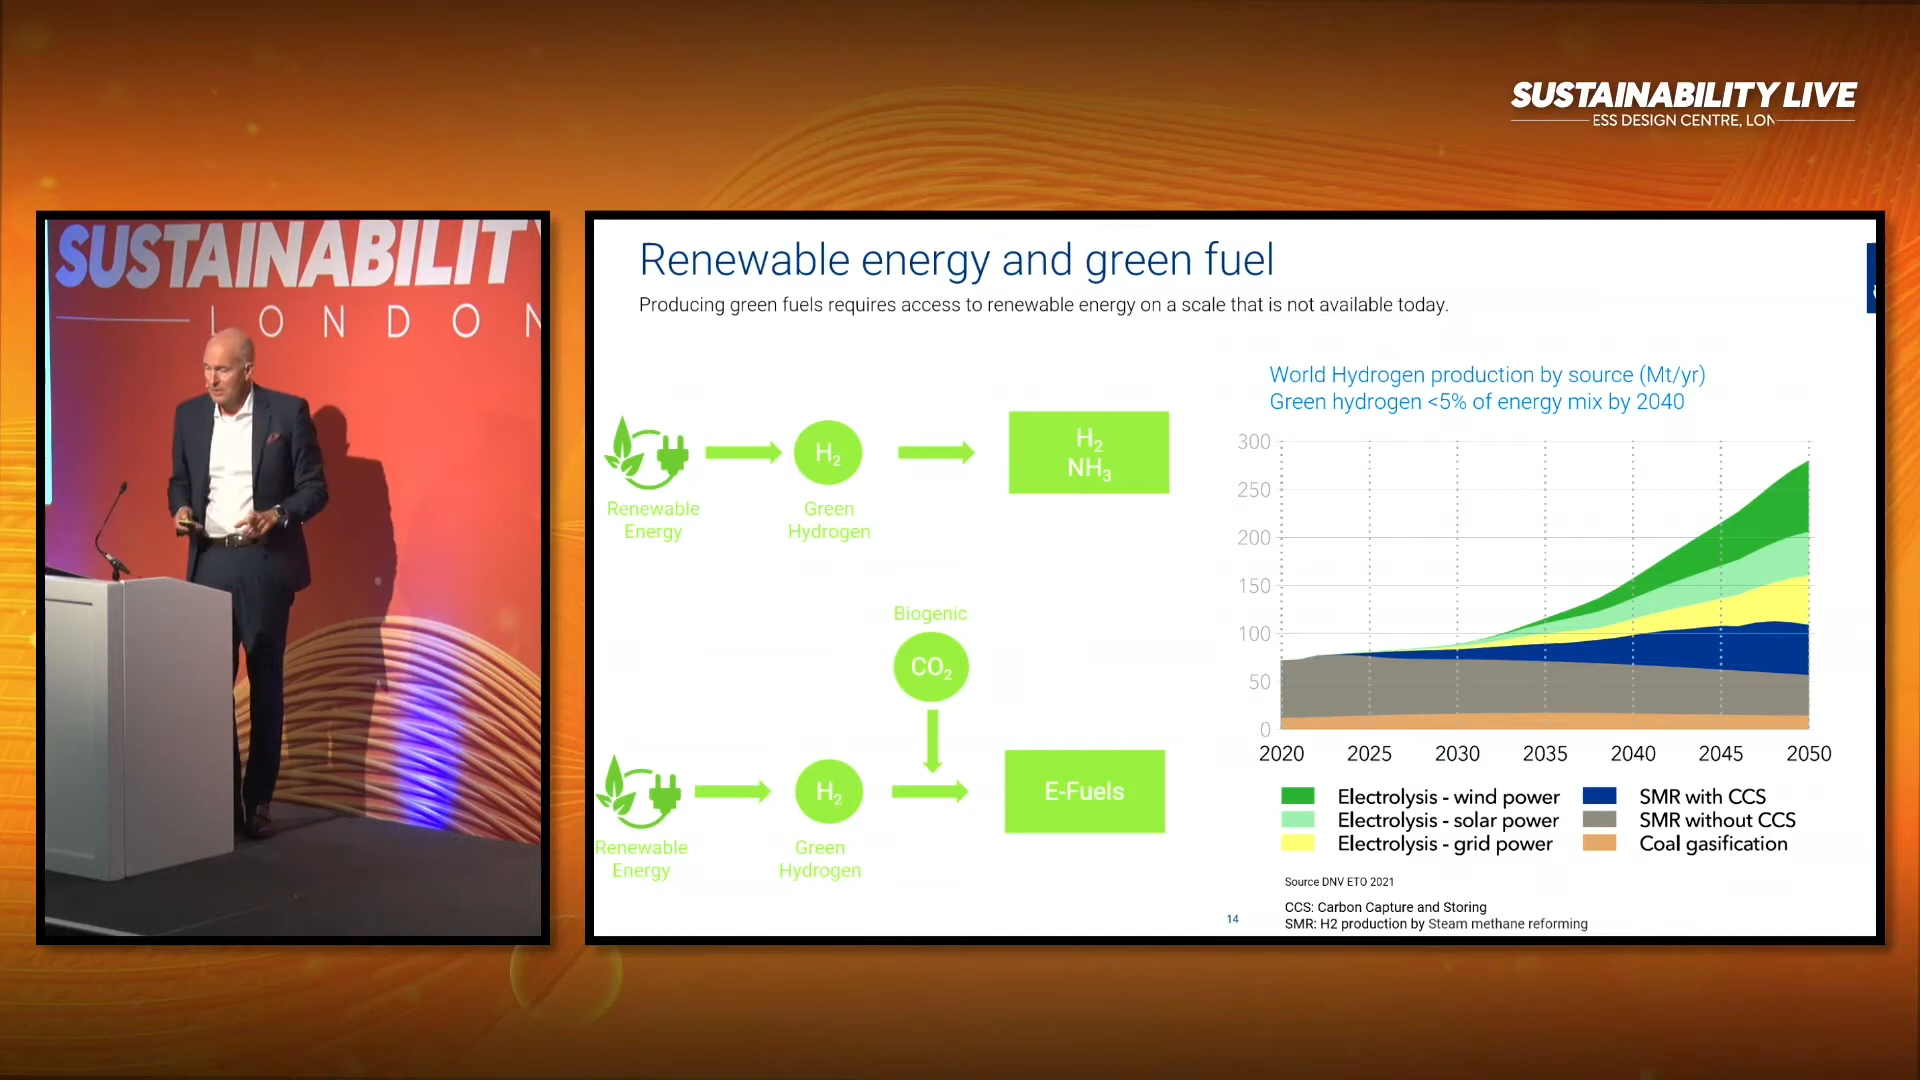 SUSTAINABILITY LIVE
ESS DESIGN CENTRE, LON
SUSTAINABILITY
LONDON
Renewable energy and green fuel
Producing green fuels requires access to renewable energy on a scale that is not available today.
Renewable
Energy
H₂
Green
Hydrogen
H₂
NH₃
Biogenic
CO₂
Renewable
Energy
H₂
Green
Hydrogen
E-Fuels
World Hydrogen production by source (Mt/yr)
Green hydrogen <5% of energy mix by 2040
300
250
200
150
100
50
0
2020 2025 2030 2035 2040 2045 2050
Electrolysis - wind power
Electrolysis - solar power
Electrolysis - grid power
SMR with CCS
SMR without CCS
Coal gasification
Source DNV ETO 2021
CCS: Carbon Capture and Storing
SMR: H2 production by Steam methane reforming
14